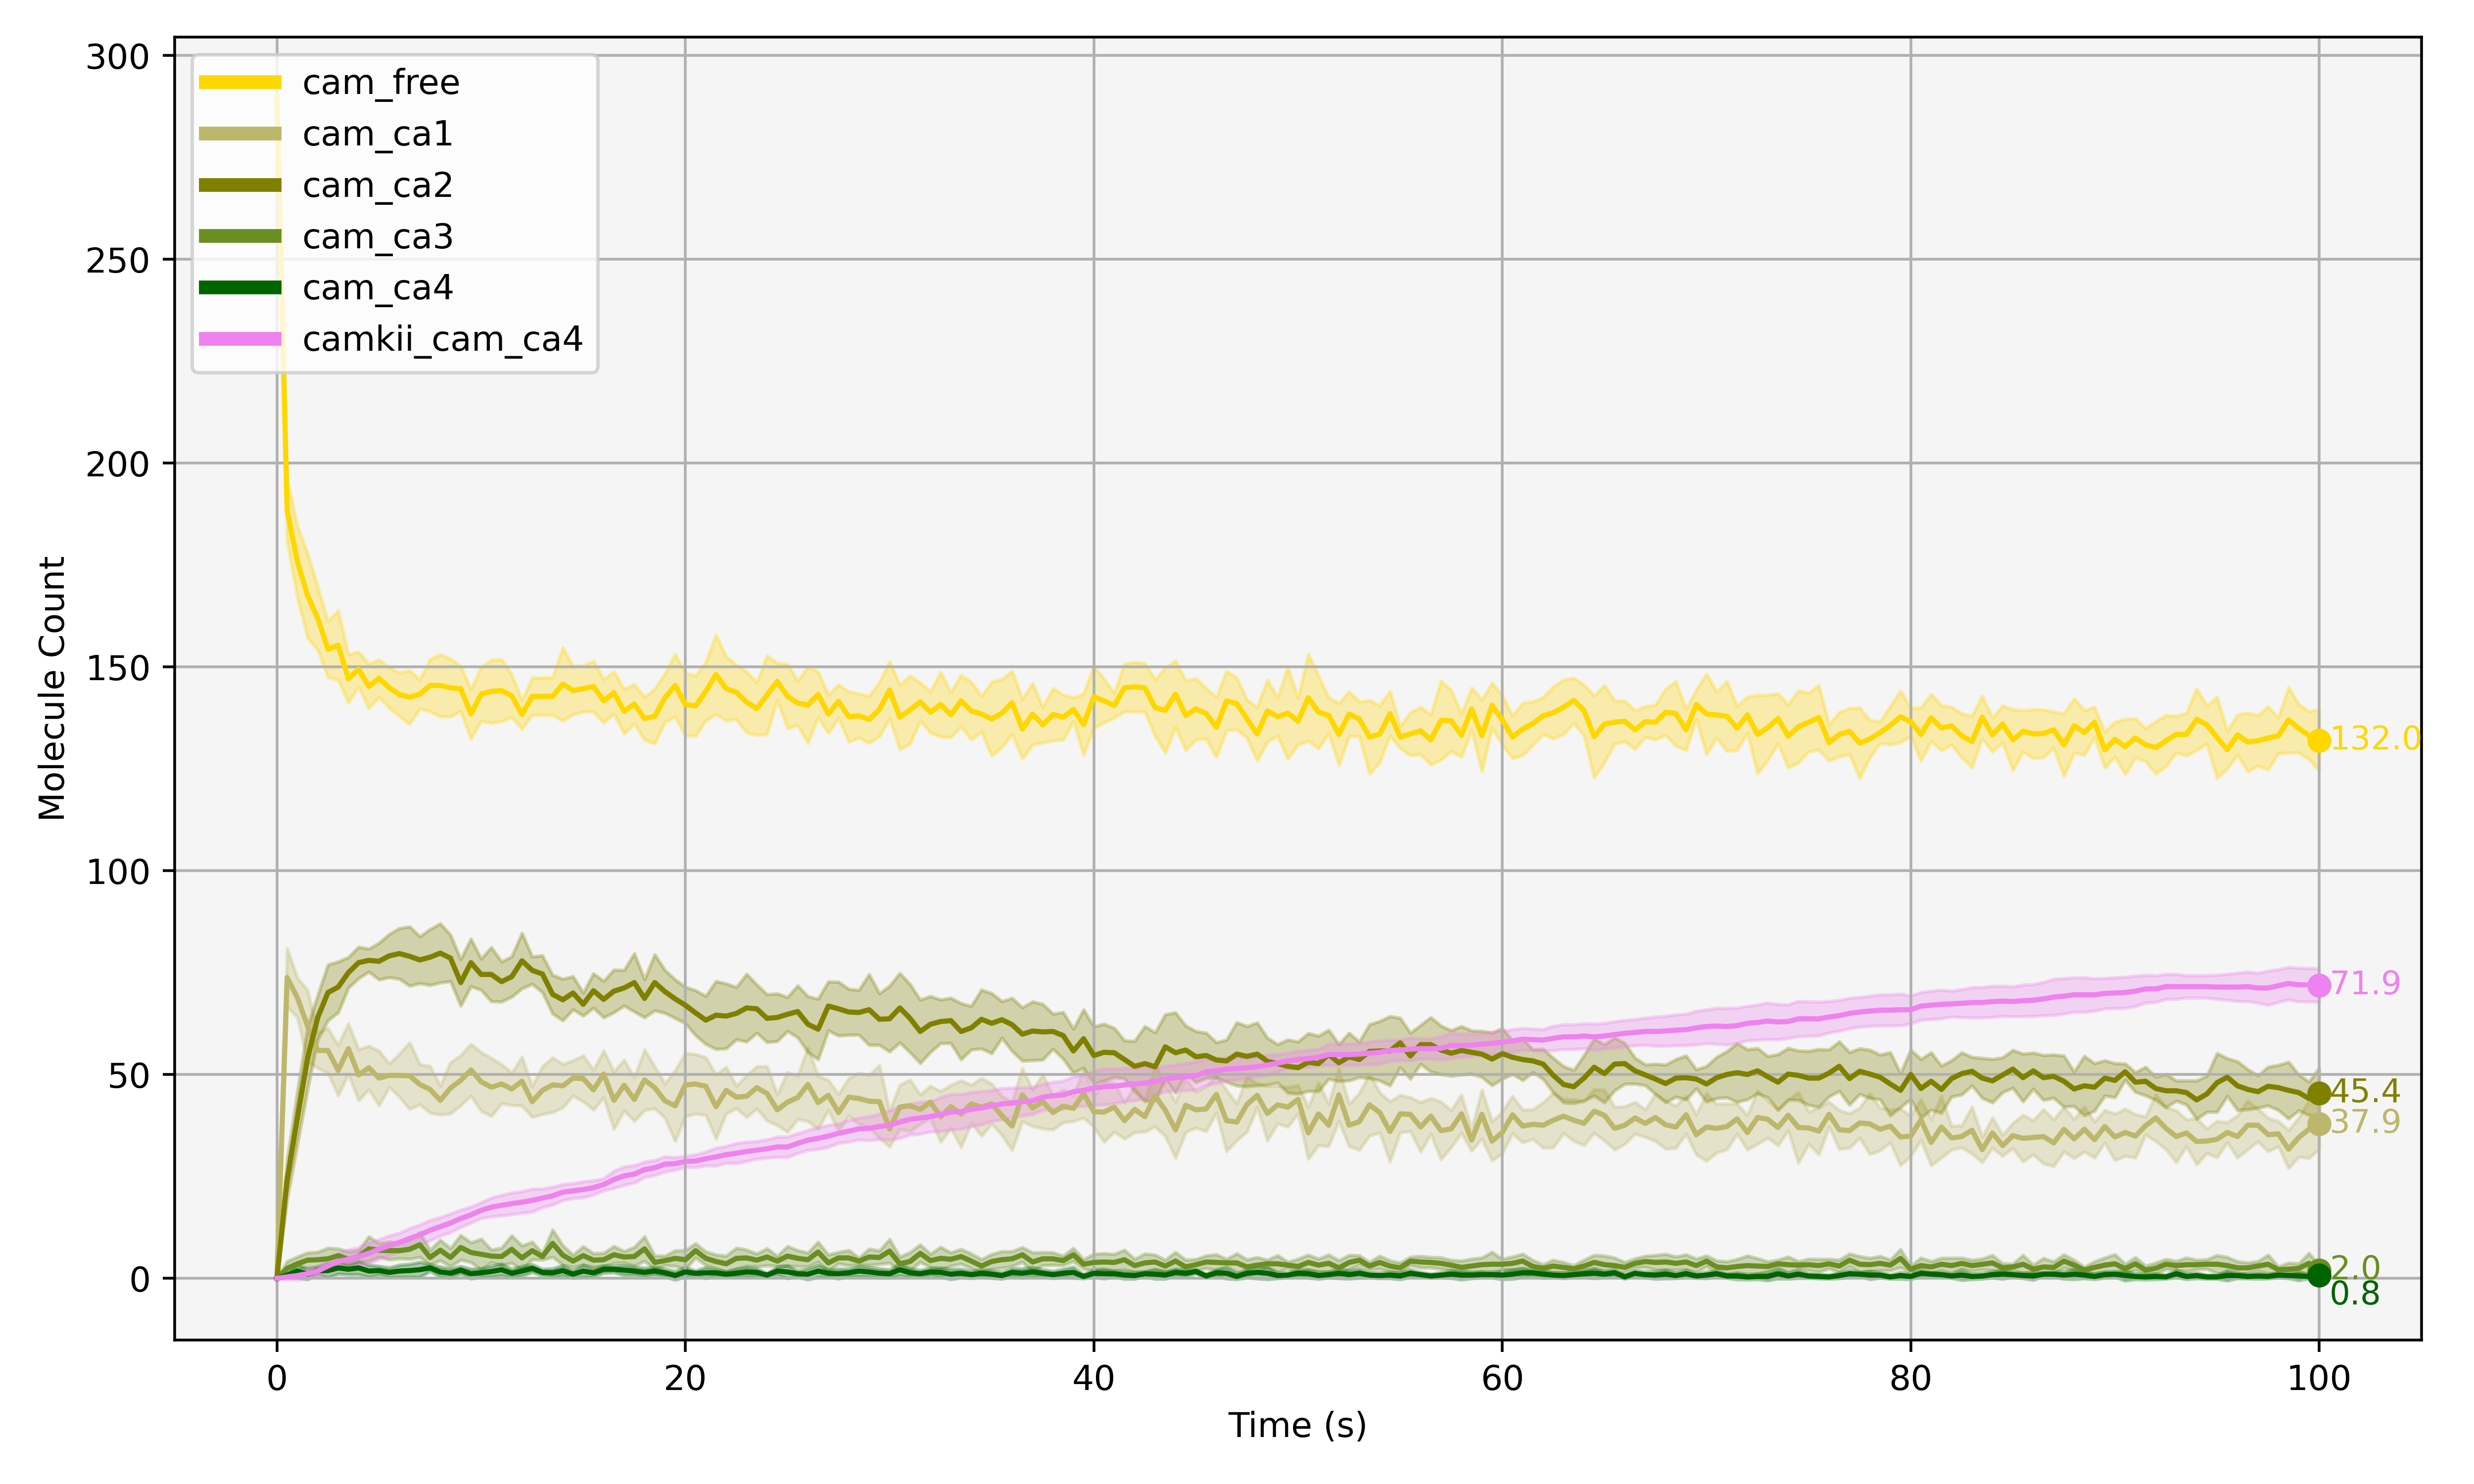 300
250
200
150
100
50
0
Molecule Count
cam_free
cam_ca1
cam_ca2
cam_ca3
cam_ca4
camkii_cam_ca4
132.0
71.9
45.4
37.9
2.0
0.8
0 20 40 60 80 100
Time (s)